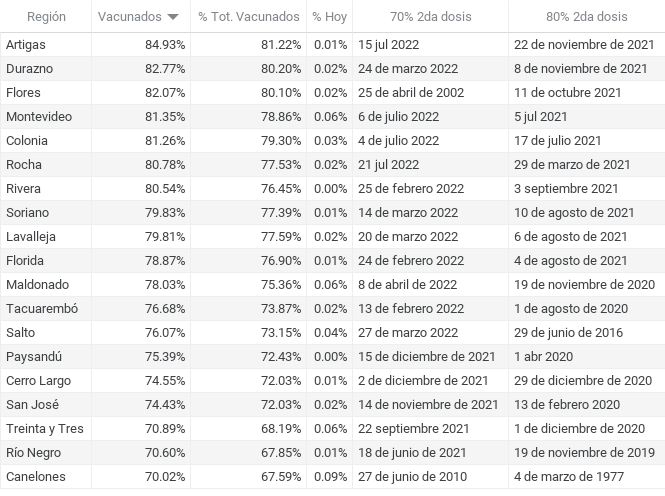 Región Vacunados % Tot. Vacunados % Hoy 70% 2da dosis 80% 2da dosis
Artigas 84.93% 81.22% 0.01% 15 jul 2022 22 de noviembre de 2021
Durazno 82.77% 80.20% 0.02% 24 de marzo 2022 8 de noviembre de 2021
Flores 82.07% 80.10% 0.02% 25 de abril de 2002 11 de octubre 2021
Montevideo 81.35% 78.86% 0.06% 6 de julio 2022 5 jul 2021
Colonia 81.26% 79.30% 0.03% 4 de julio 2022 17 de julio 2021
Rocha 80.78% 77.53% 0.02% 21 jul 2022 29 de marzo de 2021
Rivera 80.54% 76.45% 0.00% 25 de febrero 2022 3 septiembre 2021
Soriano 79.83% 77.39% 0.01% 14 de marzo 2022 10 de agosto de 2021
Lavalleja 79.81% 77.59% 0.02% 20 de marzo 2022 6 de agosto de 2021
Florida 78.87% 76.90% 0.01% 24 de febrero 2022 4 de agosto de 2021
Maldonado 78.03% 75.36% 0.06% 8 de abril de 2022 19 de noviembre de 2020
Tacuarembó 76.68% 73.87% 0.02% 13 de febrero 2022 1 de agosto de 2020
Salto 76.07% 73.15% 0.04% 27 de marzo 2022 29 de junio de 2016
Paysandú 75.39% 72.43% 0.00% 15 de diciembre de 2021 1 abr 2020
Cerro Largo 74.55% 72.03% 0.01% 2 de diciembre de 2021 29 de diciembre de 2020
San José 74.43% 72.03% 0.02% 14 de noviembre de 2021 13 de febrero 2020
Treinta y Tres 70.89% 68.19% 0.06% 22 septiembre 2021 1 de diciembre de 2020
Río Negro 70.60% 67.85% 0.01% 18 de junio de 2021 19 de noviembre de 2019
Canelones 70.02% 67.59% 0.09% 27 de junio de 2010 4 de marzo de 1977